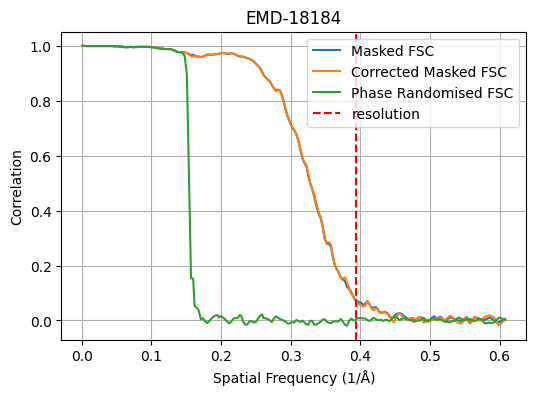 EMD-18184
Masked FSC
Corrected Masked FSC
Phase Randomised FSC
resolution
Correlation
1.0
0.8
0.6
0.4
0.2
0.0
0.0 0.1 0.2 0.3 0.4 0.5 0.6
Spatial Frequency (1/Å)